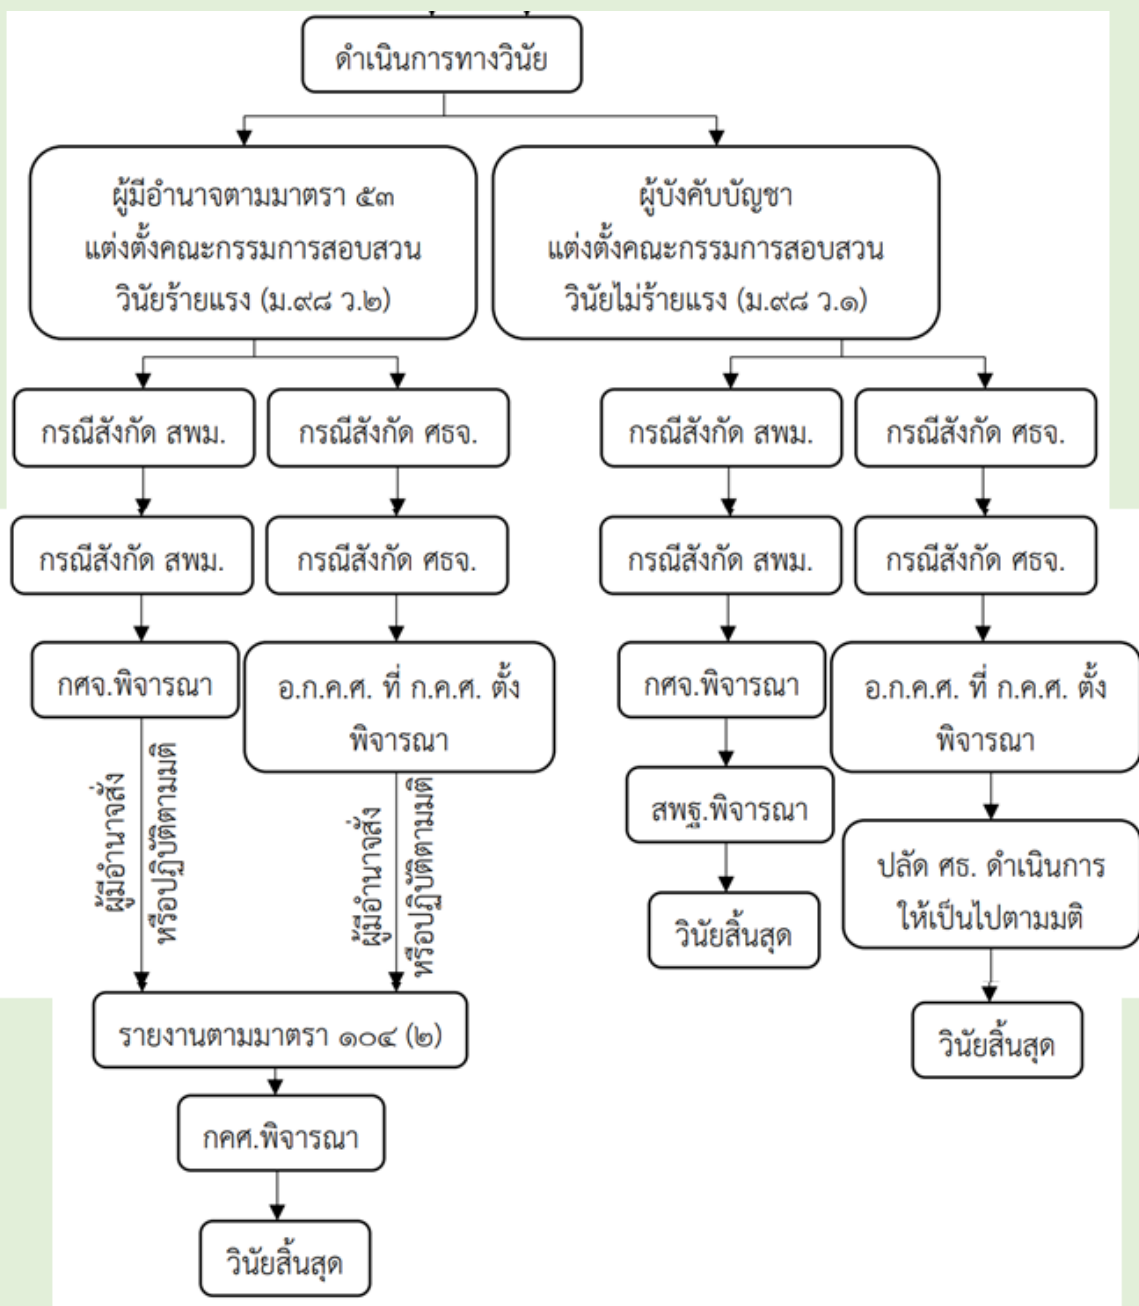 ดำเนินการทางวินัย
ผู้มีอำนาจตามมาตรา ๕๓
แต่งตั้งคณะกรรมการสอบสวน
วินัยร้ายแรง (ม.๙๘ ว.๒)
ผู้บังคับบัญชา
แต่งตั้งคณะกรรมการสอบสวน
วินัยไม่ร้ายแรง (ม.๙๘ ว.๑)
กรณีสังกัด สพม.
กรณีสังกัด ศธจ.
กรณีสังกัด สพม.
กรณีสังกัด ศธจ.
กรณีสังกัด สพม.
กรณีสังกัด ศธจ.
กรณีสังกัด สพม.
กรณีสังกัด ศธจ.
กศจ.พิจารณา
อ.ก.ค.ศ. ที่ ก.ค.ศ. ตั้ง
พิจารณา
กศจ.พิจารณา
อ.ก.ค.ศ. ที่ ก.ค.ศ. ตั้ง
พิจารณา
ผู้มีอำนาจสั่ง
หรือปฏิบัติตามมติ
ผู้มีอำนาจสั่ง
หรือปฏิบัติตามมติ
สพฐ.พิจารณา
ปลัด ศธ. ดำเนินการ
ให้เป็นไปตามมติ
วินัยสิ้นสุด
รายงานตามมาตรา ๑๐๔ (๒)
วินัยสิ้นสุด
กคศ.พิจารณา
วินัยสิ้นสุด